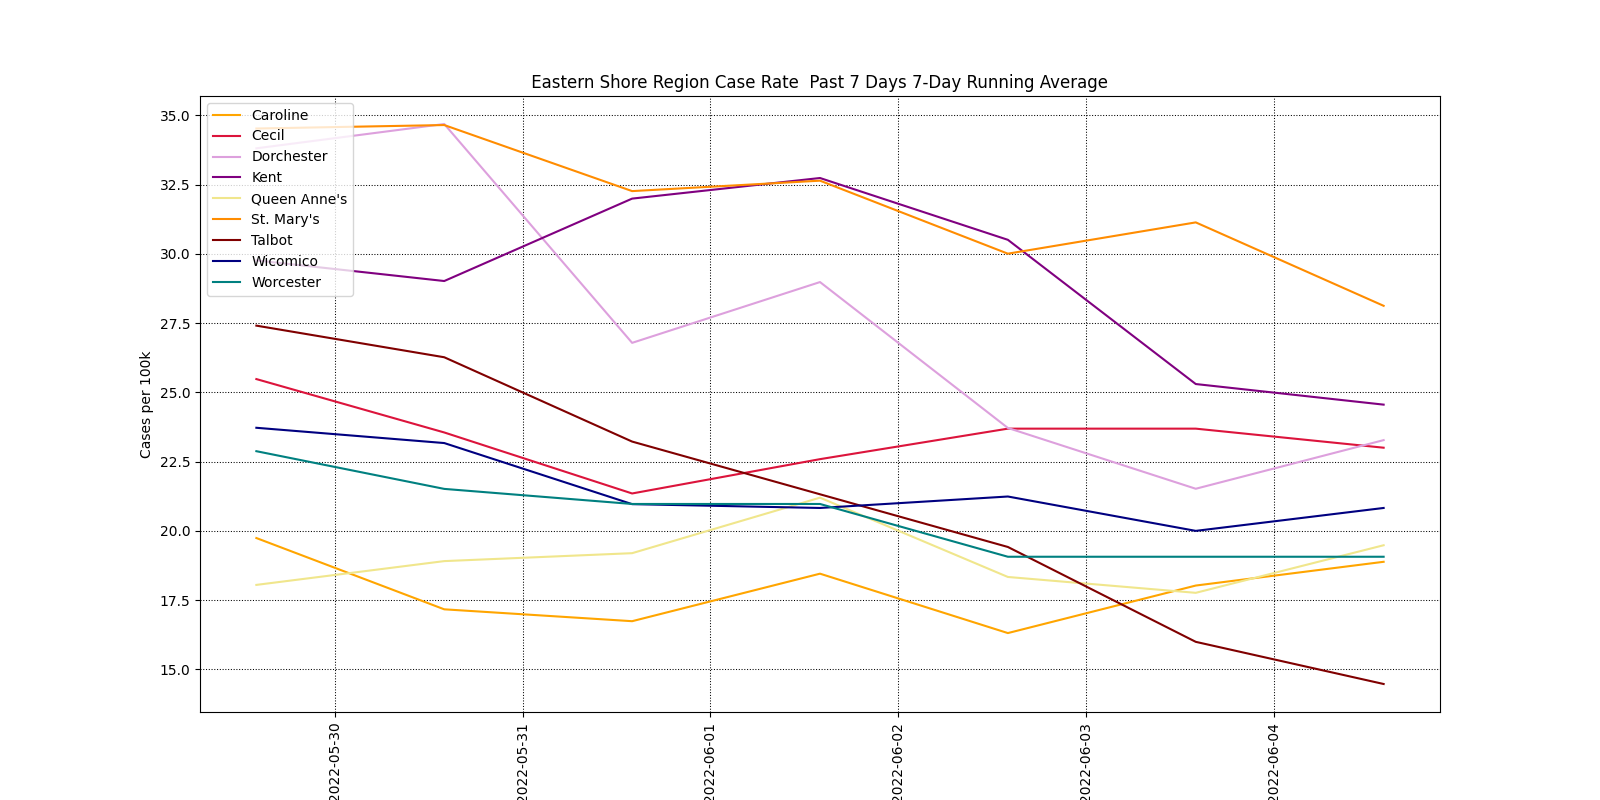 Eastern Shore Region Case Rate  Past 7 Days 7-Day Running Average
Cases per 100k
35.0
32.5
30.0
27.5
25.0
22.5
20.0
17.5
15.0
Caroline
Cecil
Dorchester
Kent
Queen Anne's
St. Mary's
Talbot
Wicomico
Worcester
2022-05-30
2022-05-31
2022-06-01
2022-06-02
2022-06-03
2022-06-04